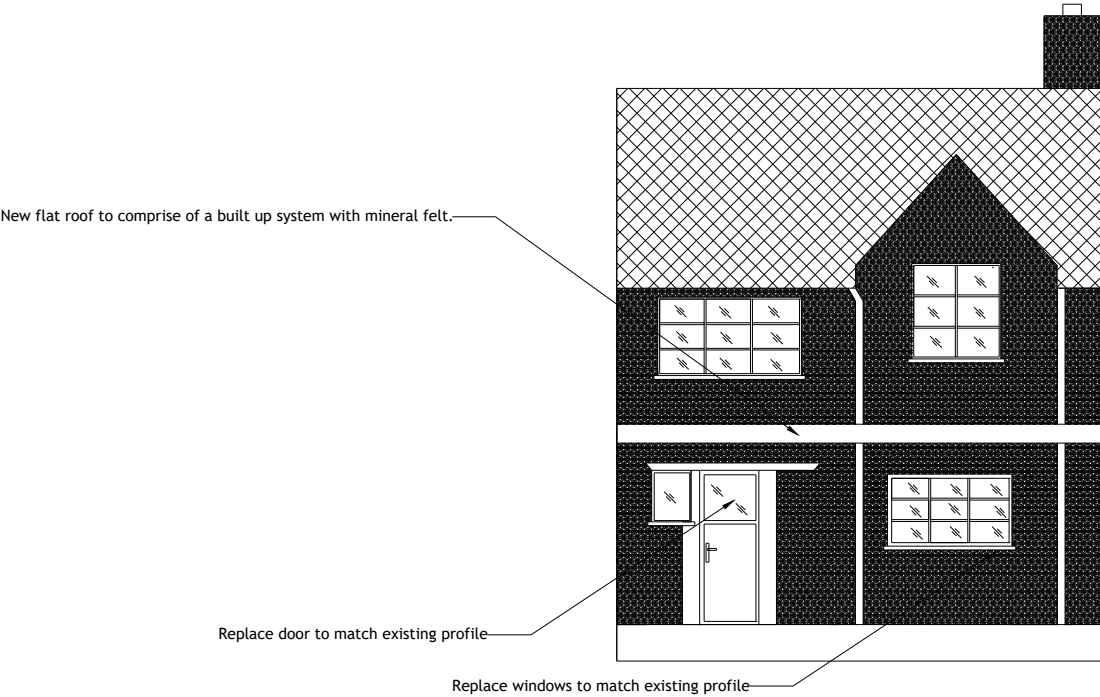 New flat roof to comprise of a built up system with mineral felt.
Replace door to match existing profile
Replace windows to match existing profile